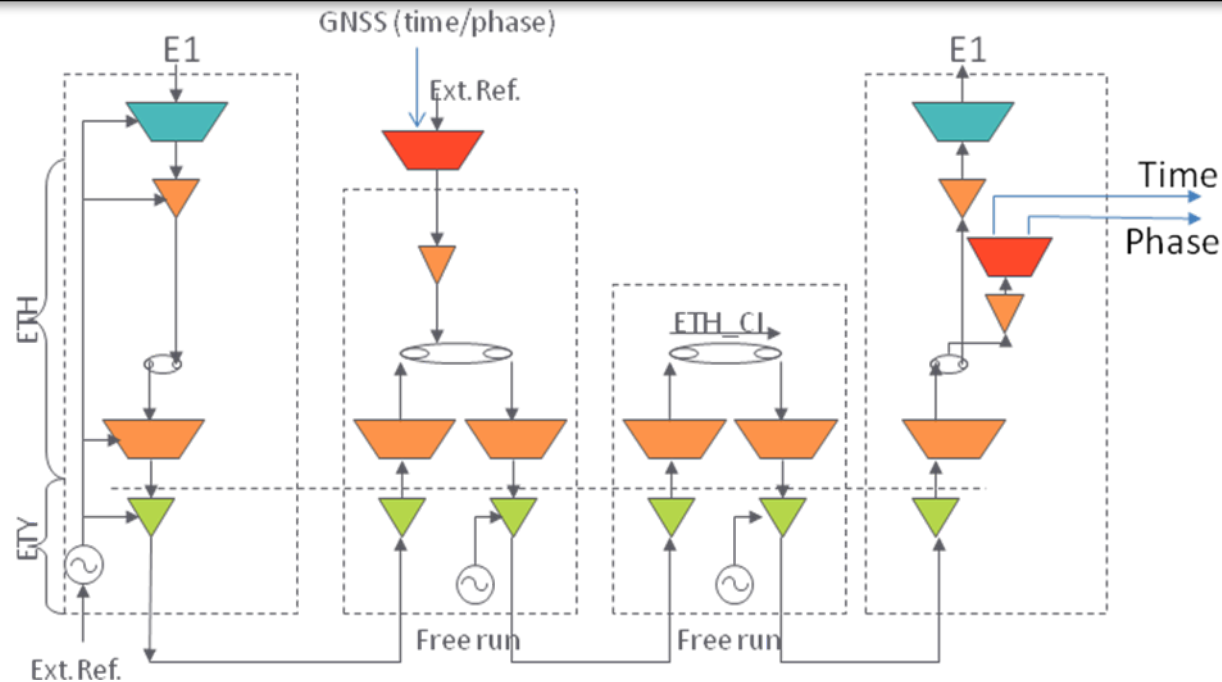 GNSS (time/phase)
E1
E1
Ext. Ref.
Time
Phase
ETH
ETH_CI
ETY
Free run
Free run
Ext. Ref.